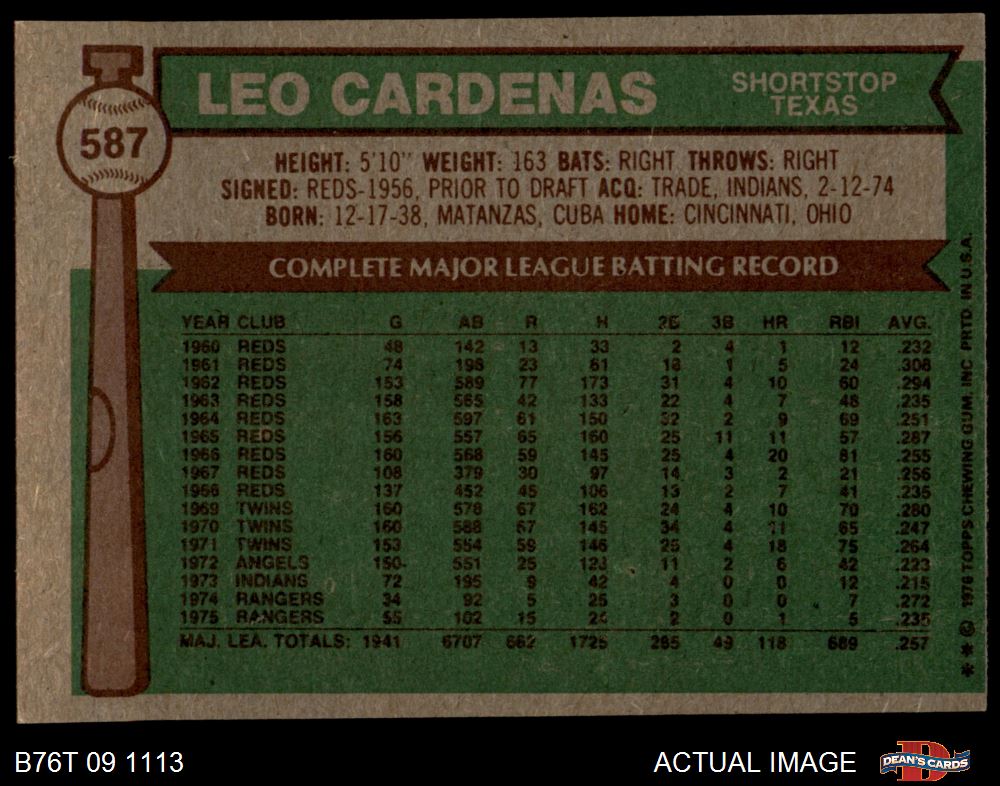 587
LEO CARDENAS
SHORTSTOP
TEXAS
HEIGHT: 5'10" WEIGHT: 163 BATS: RIGHT THROWS: RIGHT
SIGNED: REDS-1956, PRIOR TO DRAFT ACQ: TRADE, INDIANS, 2-12-74
BORN: 12-17-38, MATANZAS, CUBA HOME: CINCINNATI, OHIO
COMPLETE MAJOR LEAGUE BATTING RECORD
YEAR CLUB G AB R H 2B 3B HR RBI AVG.
1960 REDS 48 142 13 33 2 4 1 12 .232
1961 REDS 74 198 23 61 18 1 5 24 .308
1962 REDS 153 589 77 173 31 4 10 60 .294
1963 REDS 158 565 42 133 22 4 7 48 .235
1964 REDS 163 597 61 150 32 2 9 69 .251
1965 REDS 156 557 65 160 25 11 11 57 .287
1966 REDS 160 568 59 145 25 4 20 81 .255
1967 REDS 108 379 30 97 14 3 2 21 .256
1968 REDS 137 452 45 106 13 2 7 41 .235
1969 TWINS 160 578 67 162 24 4 10 70 .280
1970 TWINS 160 588 67 145 34 4 11 65 .247
1971 TWINS 153 554 59 146 25 4 18 75 .264
1972 ANGELS 150 551 25 123 11 2 6 42 .223
1973 INDIANS 72 195 9 42 4 0 0 12 .215
1974 RANGERS 34 92 5 25 3 0 0 7 .272
1975 RANGERS 55 102 15 24 2 0 1 5 .235
MAJ. LEA. TOTALS: 1941 6707 662 1725 285 49 118 689 .257
** © 1976 TOPPS CHEWING GUM, INC PRTD. IN U.S.A.
B76T 09 1113
ACTUAL IMAGE
DEAN'S CARDS